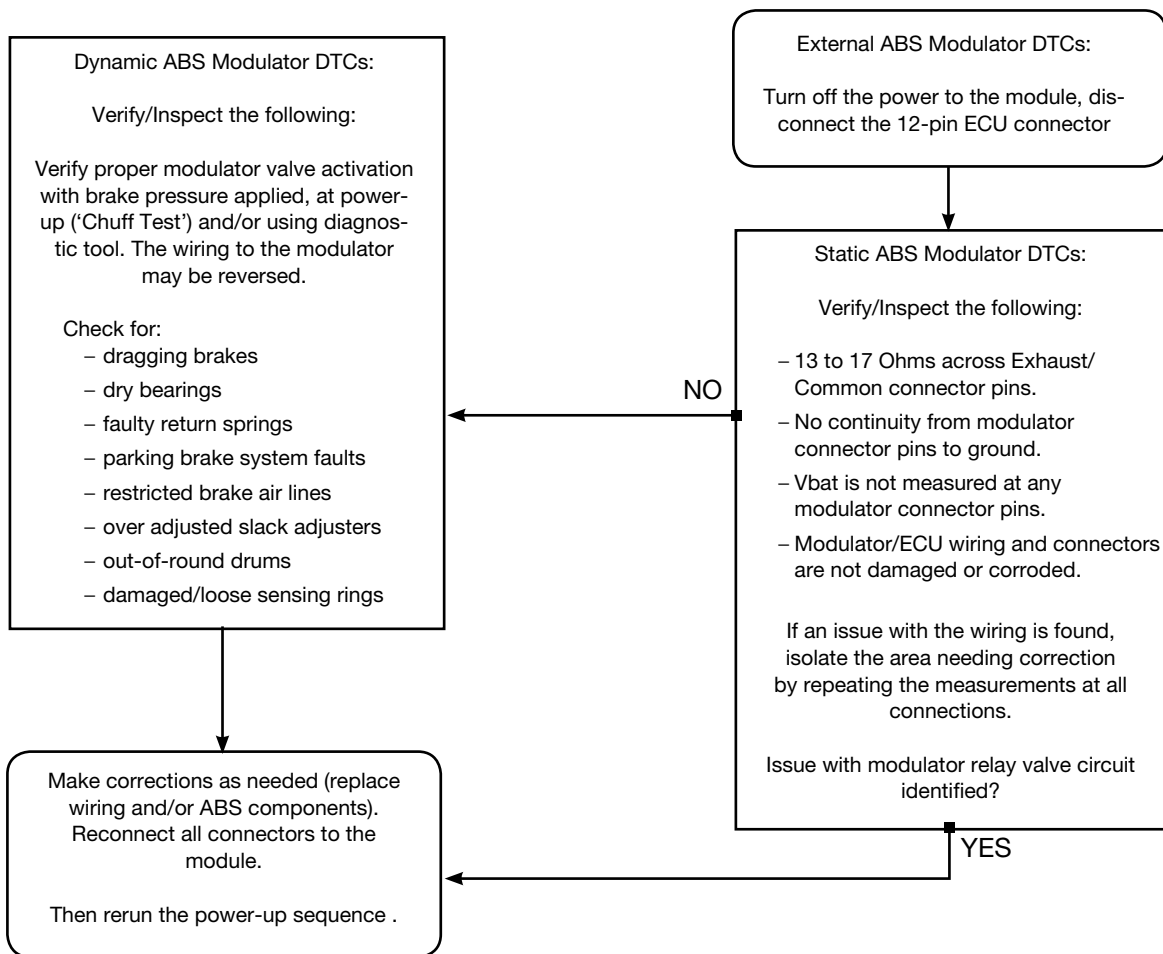 External ABS Modulator DTCs:
Turn off the power to the module, dis-
connect the 12-pin ECU connector
Static ABS Modulator DTCs:
Verify/Inspect the following:
– 13 to 17 Ohms across Exhaust/
Common connector pins.
– No continuity from modulator
connector pins to ground.
– Vbat is not measured at any
modulator connector pins.
– Modulator/ECU wiring and connectors
are not damaged or corroded.
If an issue with the wiring is found,
isolate the area needing correction
by repeating the measurements at all
connections.
Issue with modulator relay valve circuit
identified?
NO
YES
Dynamic ABS Modulator DTCs:
Verify/Inspect the following:
Verify proper modulator valve activation
with brake pressure applied, at power-
up (‘Chuff Test’) and/or using diagnos-
tic tool. The wiring to the modulator
may be reversed.
Check for:
– dragging brakes
– dry bearings
– faulty return springs
– parking brake system faults
– restricted brake air lines
– over adjusted slack adjusters
– out-of-round drums
– damaged/loose sensing rings
Make corrections as needed (replace
wiring and/or ABS components).
Reconnect all connectors to the
module.
Then rerun the power-up sequence .